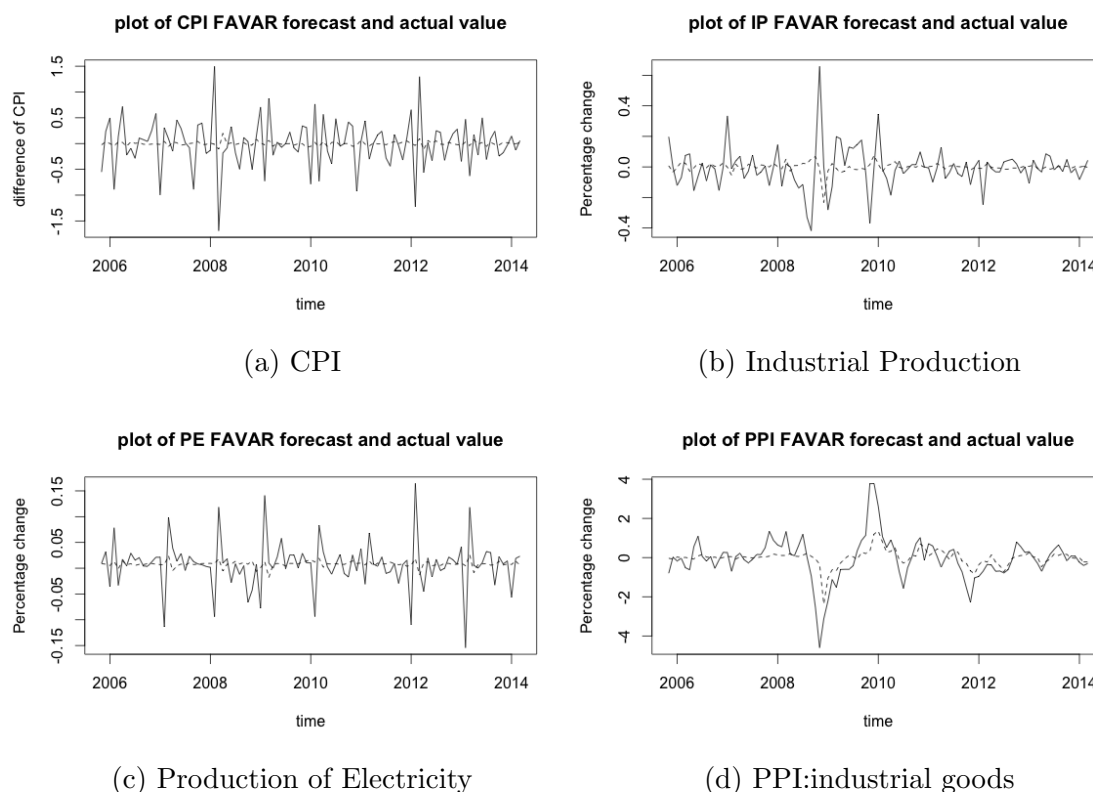 plot of CPI FAVAR forecast and actual value
difference of CPI
1.5
0.5
-0.5
-1.5
2006 2008 2010 2012 2014
time
(a) CPI
plot of IP FAVAR forecast and actual value
Percentage change
0.4
0.0
-0.4
2006 2008 2010 2012 2014
time
(b) Industrial Production
plot of PE FAVAR forecast and actual value
Percentage change
0.15
0.05
-0.05
-0.15
2006 2008 2010 2012 2014
time
(c) Production of Electricity
plot of PPI FAVAR forecast and actual value
Percentage change
4
2
0
-2
-4
2006 2008 2010 2012 2014
time
(d) PPI:industrial goods